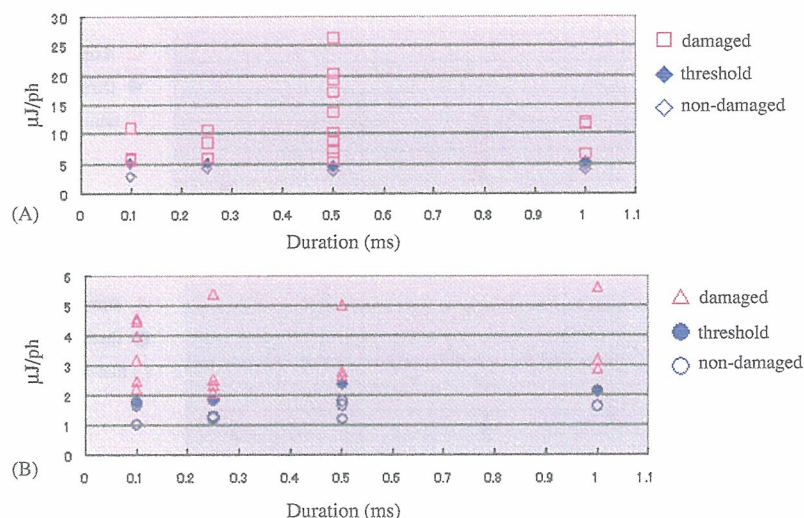 30
25
20
15
10
5
0
μJ/ph
0 0.1 0.2 0.3 0.4 0.5 0.6 0.7 0.8 0.9 1 1.1
(A)
Duration (ms)
damaged
threshold
non-damaged
6
5
4
3
2
1
0
μJ/ph
0 0.1 0.2 0.3 0.4 0.5 0.6 0.7 0.8 0.9 1 1.1
(B)
Duration (ms)
damaged
threshold
non-damaged